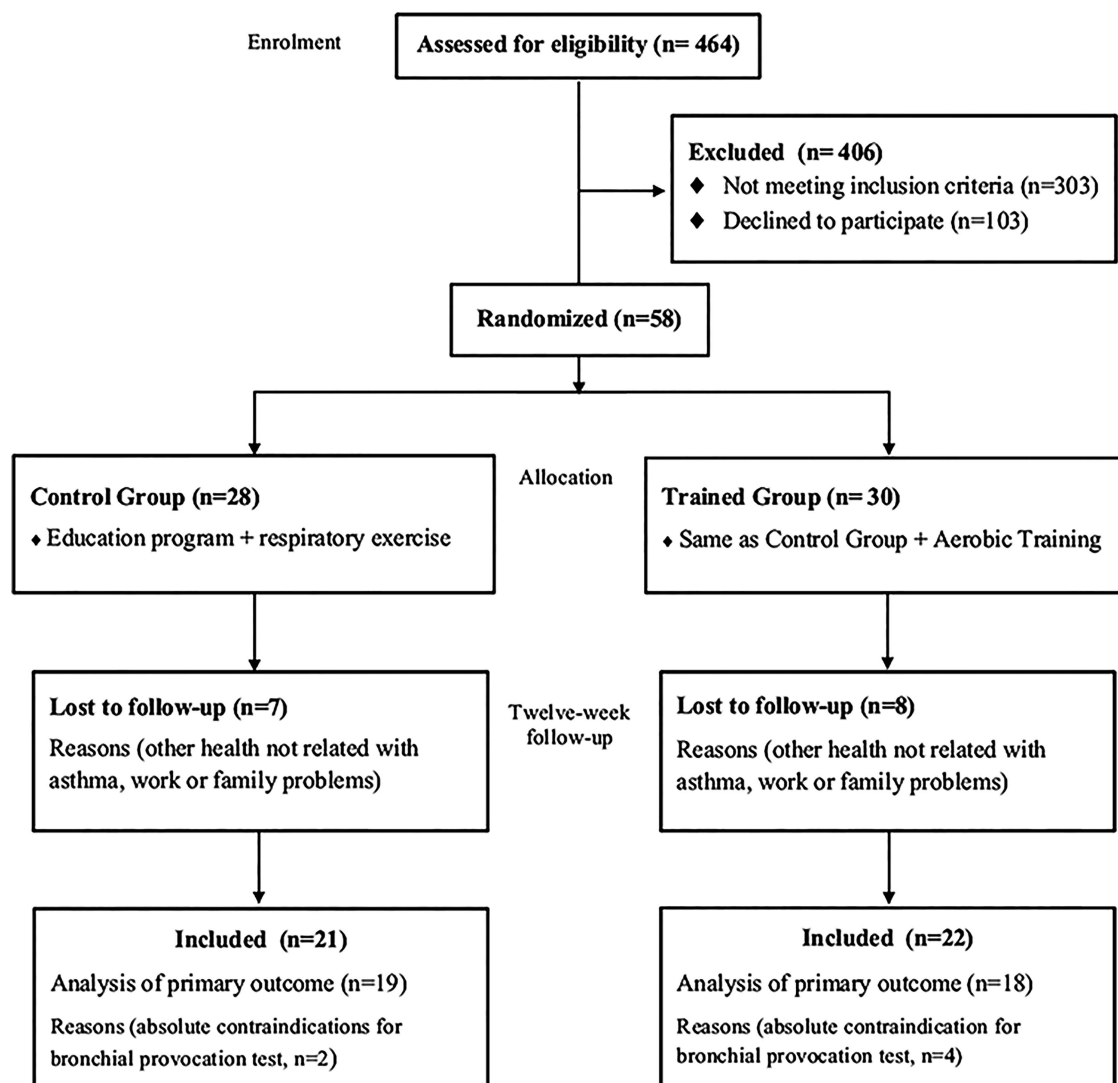 Enrolment
Assessed for eligibility (n= 464)
Excluded (n= 406)
♦ Not meeting inclusion criteria (n=303)
♦ Declined to participate (n=103)
Randomized (n=58)
Allocation
Control Group (n=28)
♦ Education program + respiratory exercise
Trained Group (n= 30)
♦ Same as Control Group + Aerobic Training
Twelve-week
follow-up
Lost to follow-up (n=7)
Reasons (other health not related with
asthma, work or family problems)
Lost to follow-up (n=8)
Reasons (other health not related with
asthma, work or family problems)
Included (n=21)
Analysis of primary outcome (n=19)
Reasons (absolute contraindications for
bronchial provocation test, n=2)
Included (n=22)
Analysis of primary outcome (n=18)
Reasons (absolute contraindication for
bronchial provocation test, n=4)